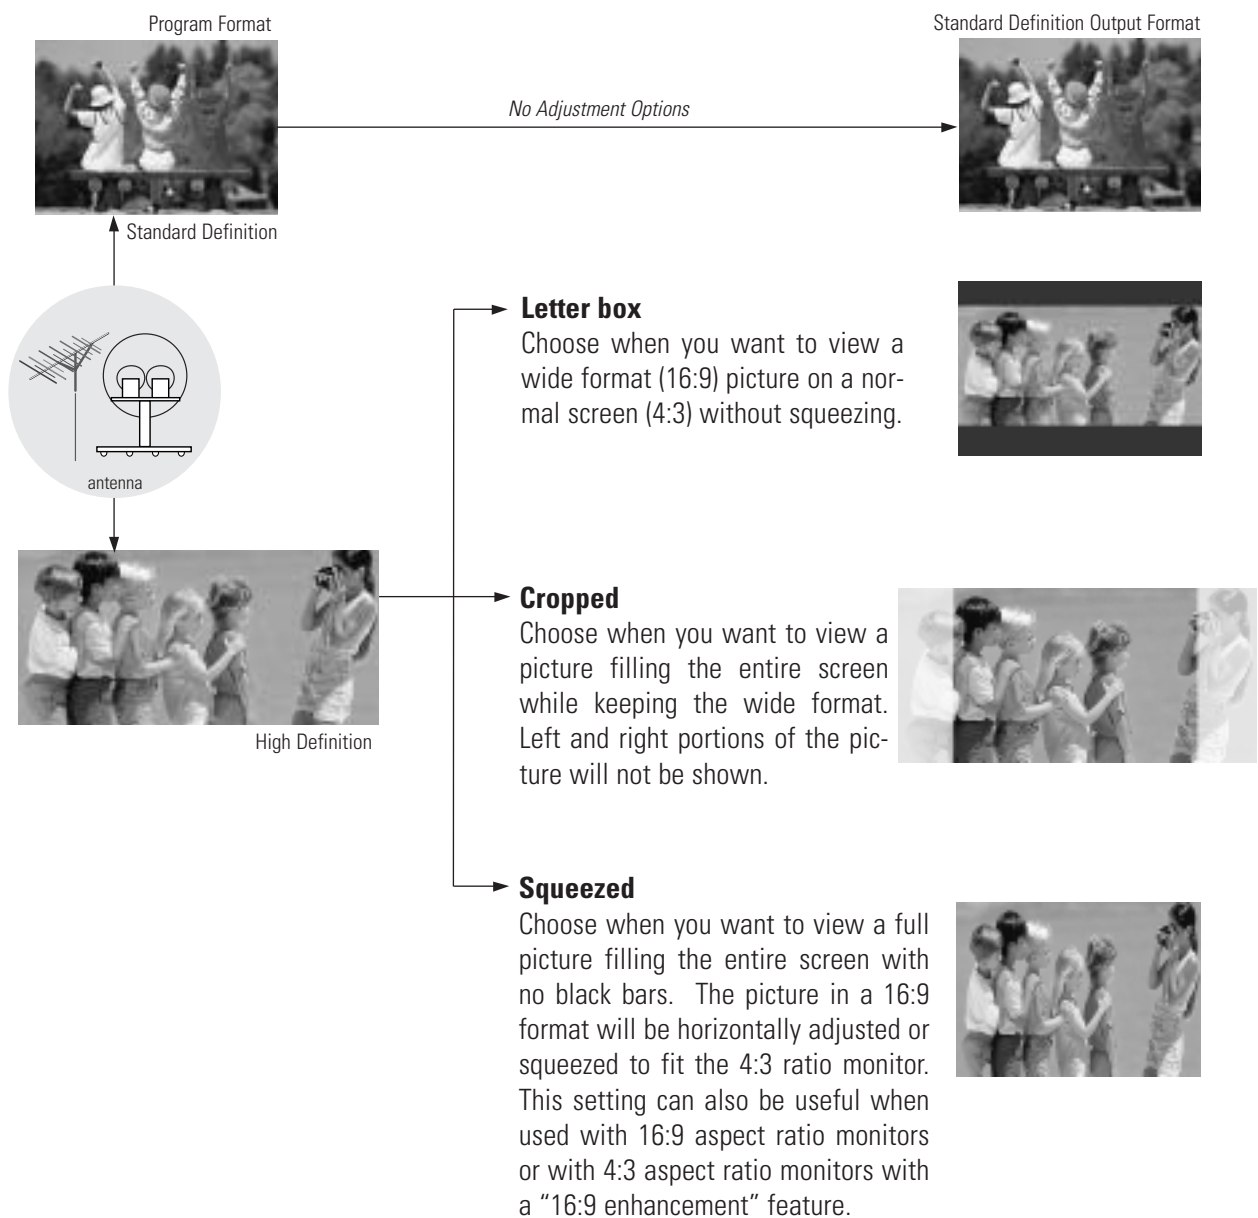 Program Format
Standard Definition Output Format
No Adjustment Options
Standard Definition
Letter box
Choose when you want to view a
wide format (16:9) picture on a nor-
mal screen (4:3) without squeezing.
antenna
High Definition
Cropped
Choose when you want to view a
picture filling the entire screen
while keeping the wide format.
Left and right portions of the pic-
ture will not be shown.
Squeezed
Choose when you want to view a full
picture filling the entire screen with
no black bars. The picture in a 16:9
format will be horizontally adjusted or
squeezed to fit the 4:3 ratio monitor.
This setting can also be useful when
used with 16:9 aspect ratio monitors
or with 4:3 aspect ratio monitors with
a “16:9 enhancement” feature.